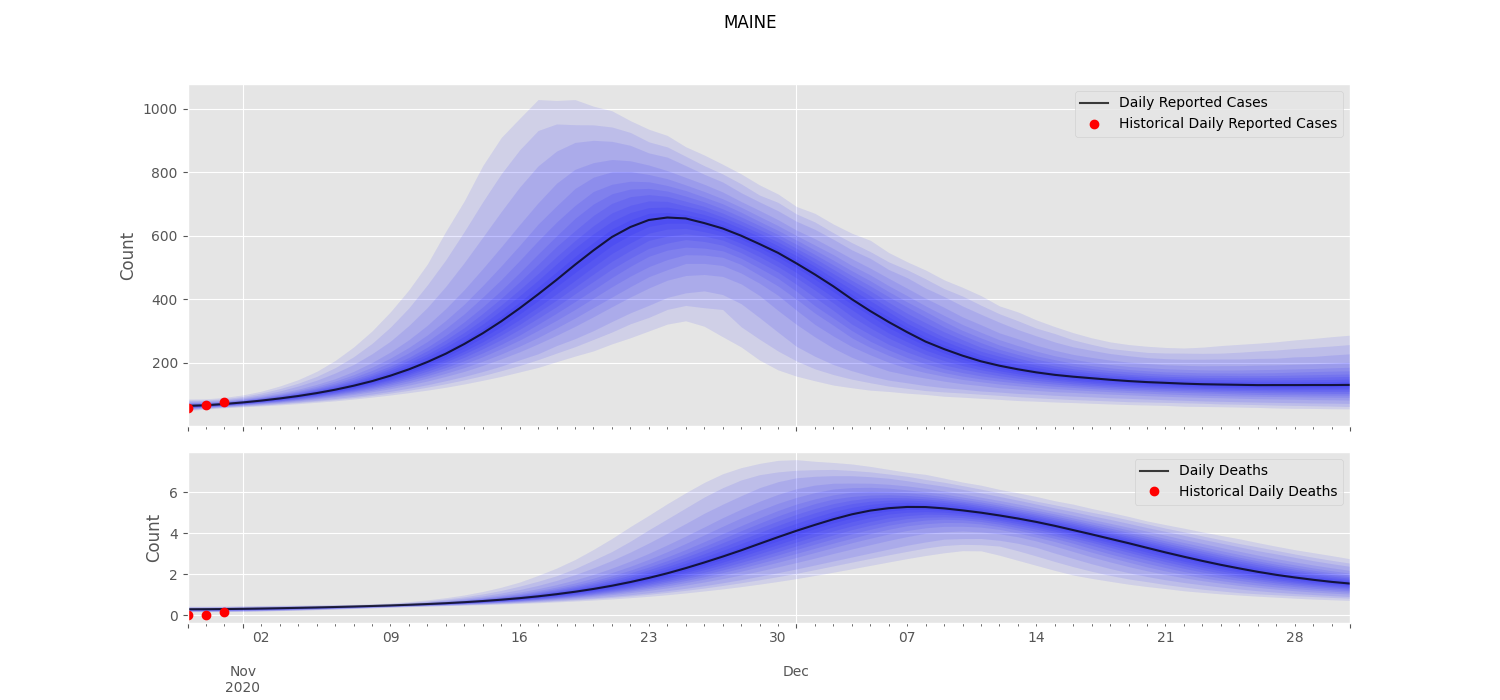 MAINE
1000
800
600
400
200
Count
Daily Reported Cases
Historical Daily Reported Cases
6
4
2
0
Count
Daily Deaths
Historical Daily Deaths
02 09 16 23 30 07 14 21 28
Nov Dec
2020